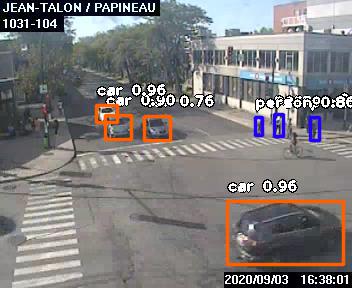 JEAN-TALON / PAPINEAU
1031-104
car 0.96
car 0.90 0.76
person 0.86
car 0.96
2020/09/03 16:38:01